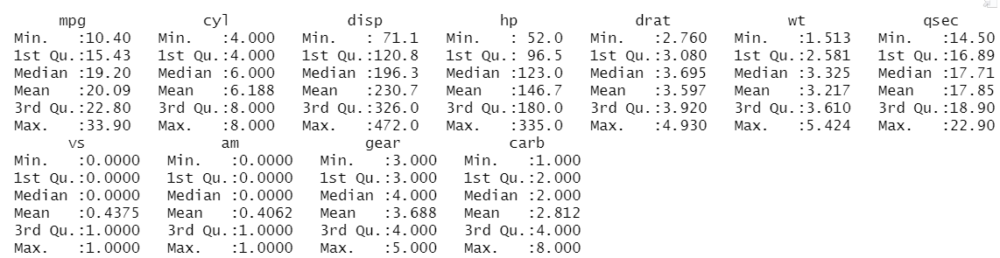 mpg             cyl             disp             hp             drat             wt             qsec
 Min.   :10.40   Min.   :4.000   Min.   : 71.1   Min.   : 52.0   Min.   :2.760   Min.   :1.513   Min.   :14.50
 1st Qu.:15.43   1st Qu.:4.000   1st Qu.:120.8   1st Qu.: 96.5   1st Qu.:3.080   1st Qu.:2.581   1st Qu.:16.89
 Median :19.20   Median :6.000   Median :196.3   Median :123.0   Median :3.695   Median :3.325   Median :17.71
 Mean   :20.09   Mean   :6.188   Mean   :230.7   Mean   :146.7   Mean   :3.597   Mean   :3.217   Mean   :17.85
 3rd Qu.:22.80   3rd Qu.:8.000   3rd Qu.:326.0   3rd Qu.:180.0   3rd Qu.:3.920   3rd Qu.:3.610   3rd Qu.:18.90
 Max.   :33.90   Max.   :8.000   Max.   :472.0   Max.   :335.0   Max.   :4.930   Max.   :5.424   Max.   :22.90
       vs               am              gear            carb
 Min.   :0.0000   Min.   :0.0000   Min.   :3.000   Min.   :1.000
 1st Qu.:0.0000   1st Qu.:0.0000   1st Qu.:3.000   1st Qu.:2.000
 Median :0.0000   Median :0.0000   Median :4.000   Median :2.000
 Mean   :0.4375   Mean   :0.4062   Mean   :3.688   Mean   :2.812
 3rd Qu.:1.0000   3rd Qu.:1.0000   3rd Qu.:4.000   3rd Qu.:4.000
 Max.   :1.0000   Max.   :1.0000   Max.   :5.000   Max.   :8.000